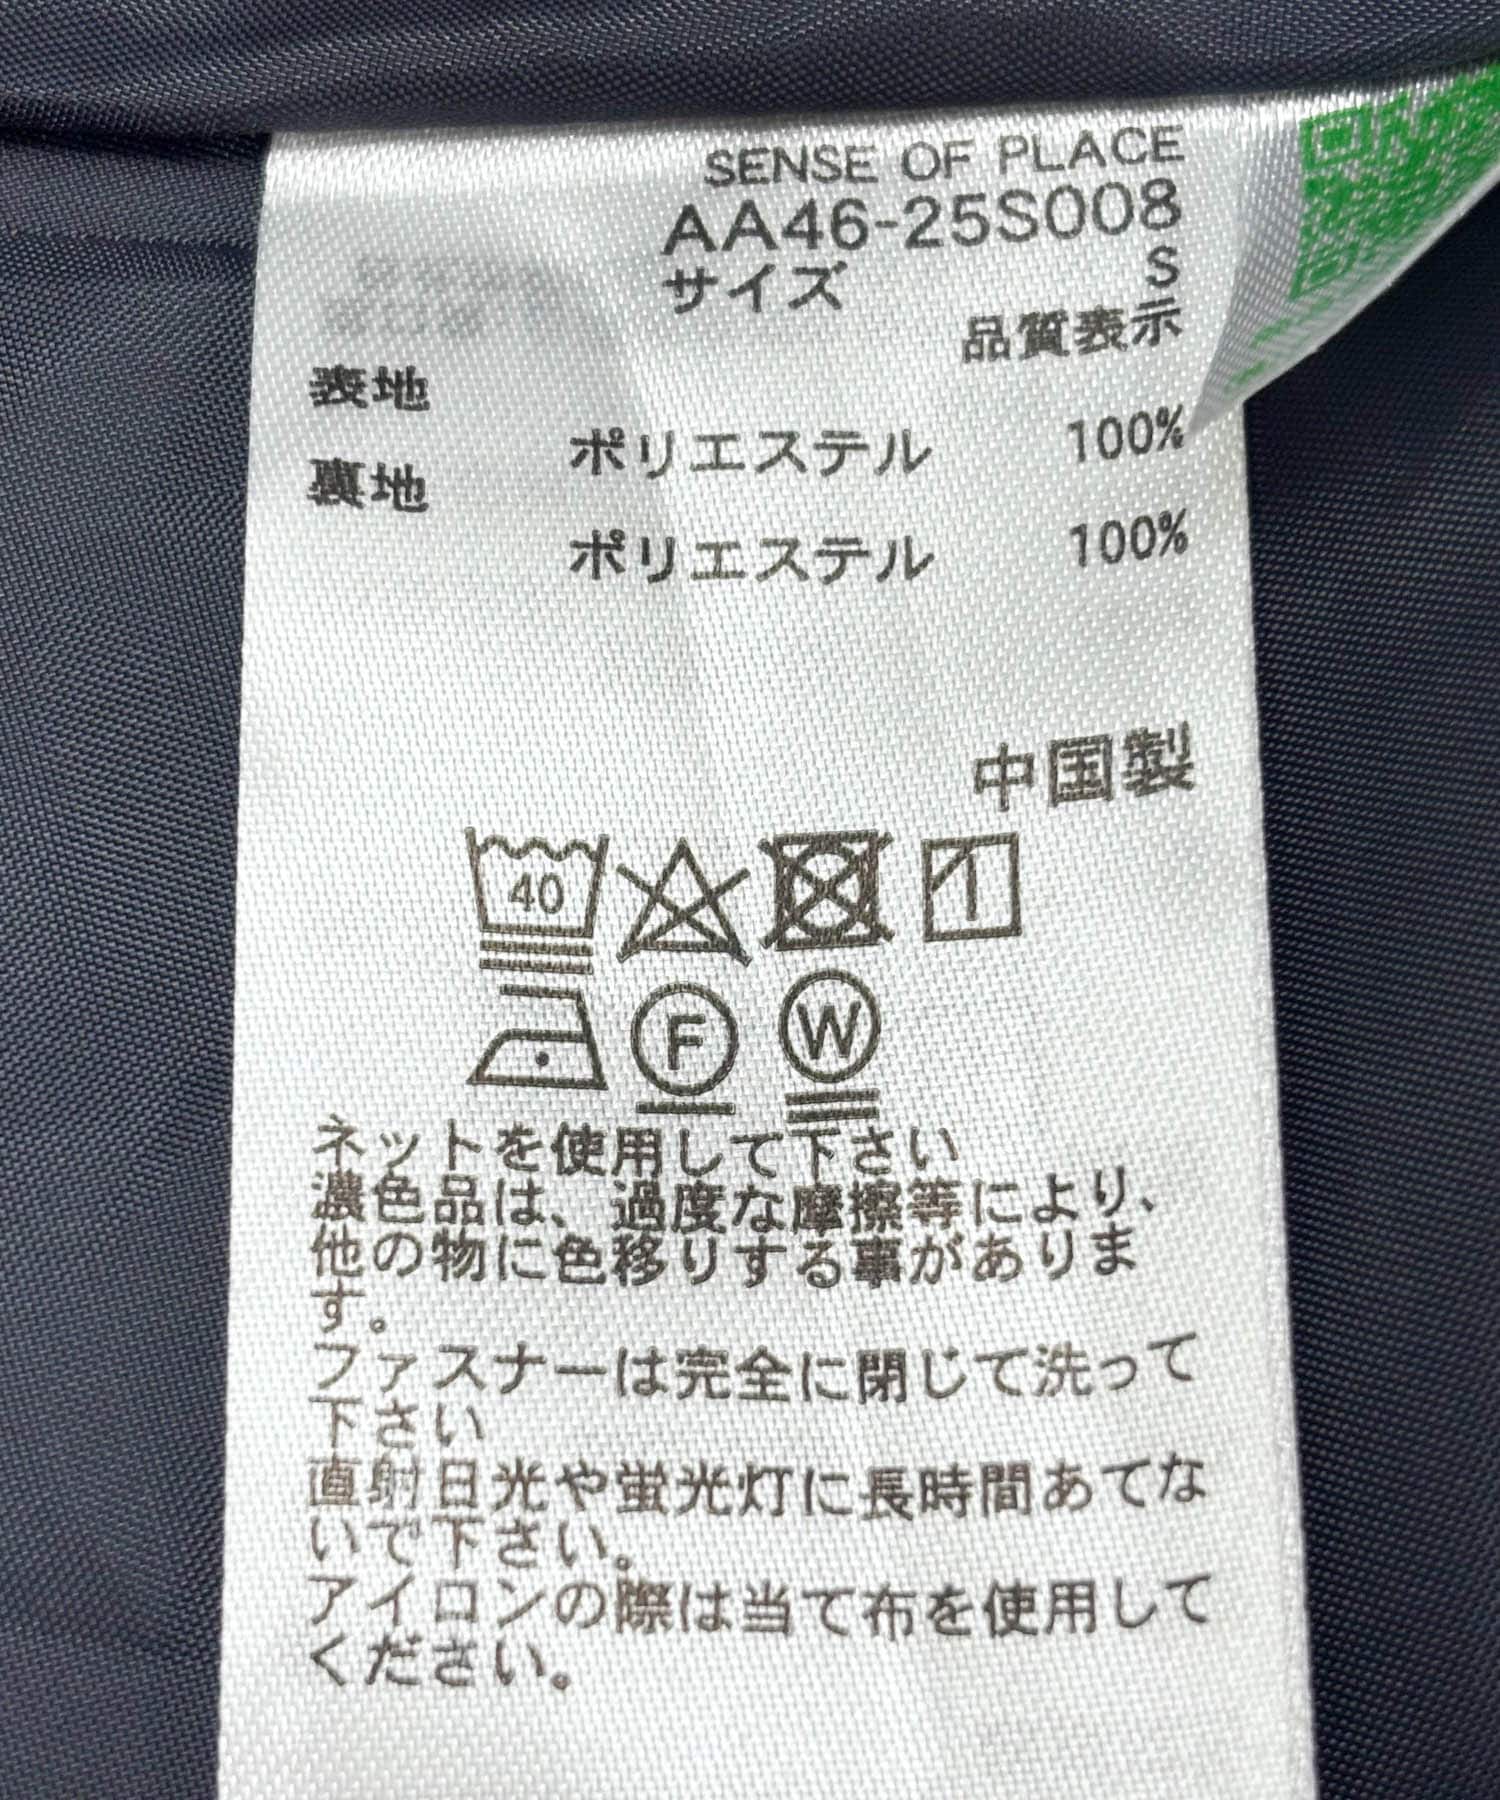 SENSE OF PLACE
AA46-25S008
サイズ S
品質表示
表地
ポリエステル 100%
裏地
ポリエステル 100%
中国製
40
F W
ネットを使用して下さい
濃色品は、過度な摩擦等により、
他の物に色移りする事がありま
す。
ファスナーは完全に閉じて洗って
下さい
直射日光や蛍光灯に長時間あてな
いで下さい。
アイロンの際は当て布を使用して
ください。